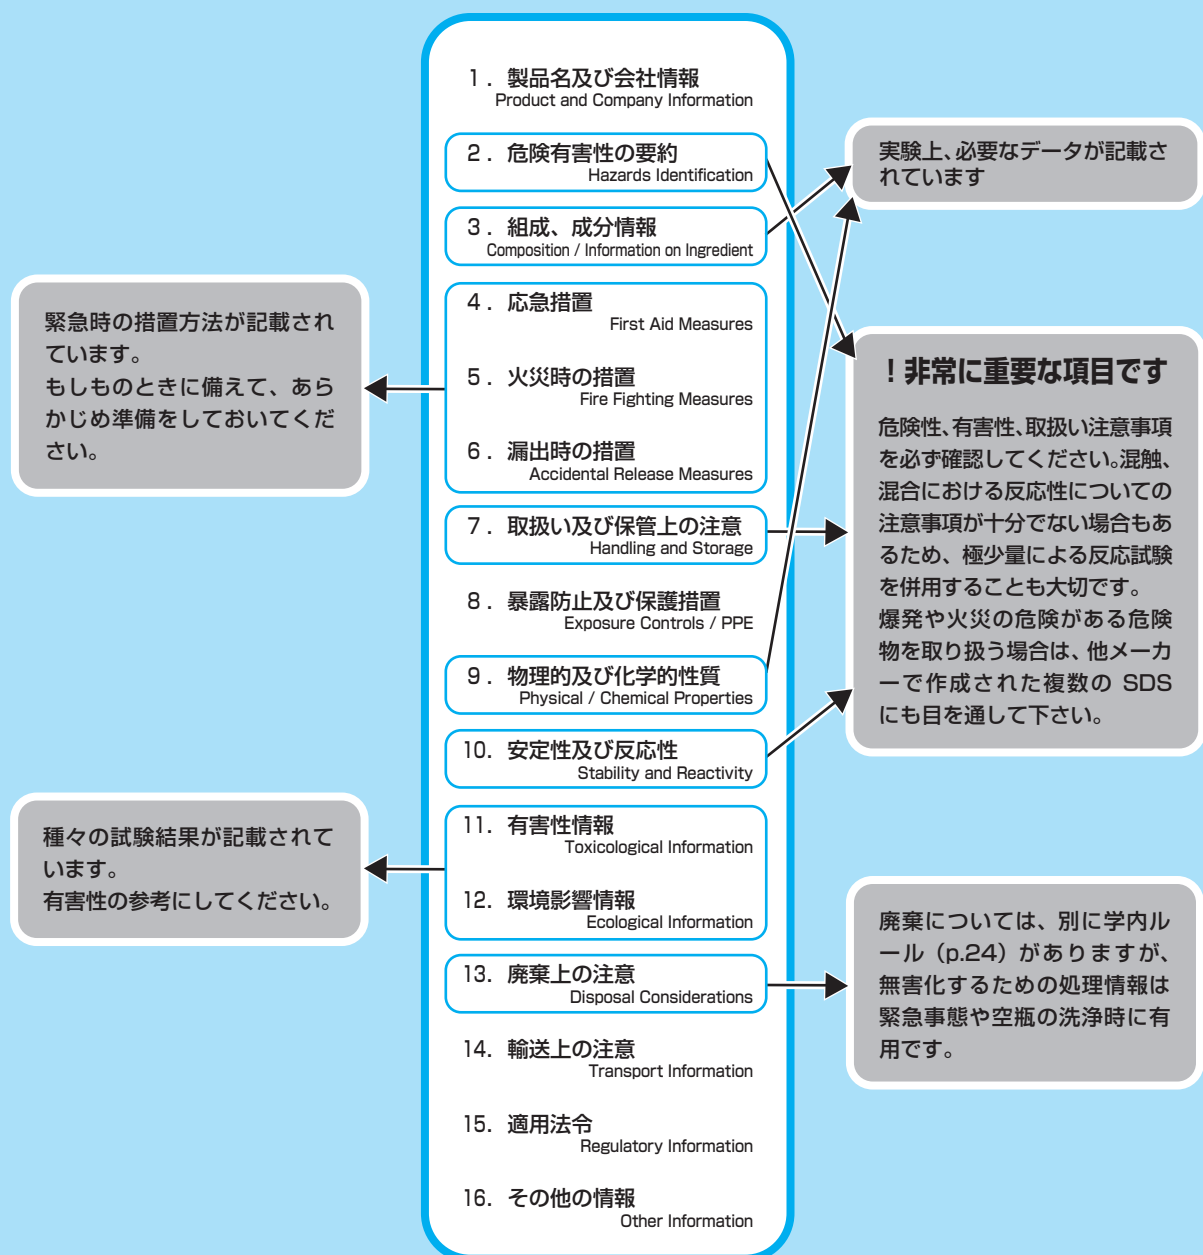 1. 製品名及び会社情報
Product and Company Information
2. 危険有害性の要約
Hazards Identification
3. 組成、成分情報
Composition / Information on Ingredient
4. 応急措置
First Aid Measures
5. 火災時の措置
Fire Fighting Measures
6. 漏出時の措置
Accidental Release Measures
7. 取扱い及び保管上の注意
Handling and Storage
8. 暴露防止及び保護措置
Exposure Controls / PPE
9. 物理的及び化学的性質
Physical / Chemical Properties
10. 安定性及び反応性
Stability and Reactivity
11. 有害性情報
Toxicological Information
12. 環境影響情報
Ecological Information
13. 廃棄上の注意
Disposal Considerations
14. 輸送上の注意
Transport Information
15. 適用法令
Regulatory Information
16. その他の情報
Other Information
緊急時の措置方法が記載され
ています。
もしものときに備えて、あら
かじめ準備をしておいてくだ
さい。
種々の試験結果が記載されて
います。
有害性の参考にしてください。
実験上、必要なデータが記載さ
れています
！非常に重要な項目です
危険性、有害性、取扱い注意事項
を必ず確認してください。混触、
混合における反応性についての
注意事項が十分でない場合もあ
るため、極少量による反応試験
を併用することも大切です。
爆発や火災の危険がある危険
物を取り扱う場合は、他メーカ
ーで作成された複数の SDS
にも目を通して下さい。
廃棄については、別に学内ル
ール（p.24）がありますが、
無害化するための処理情報は
緊急事態や空瓶の洗浄時に有
用です。